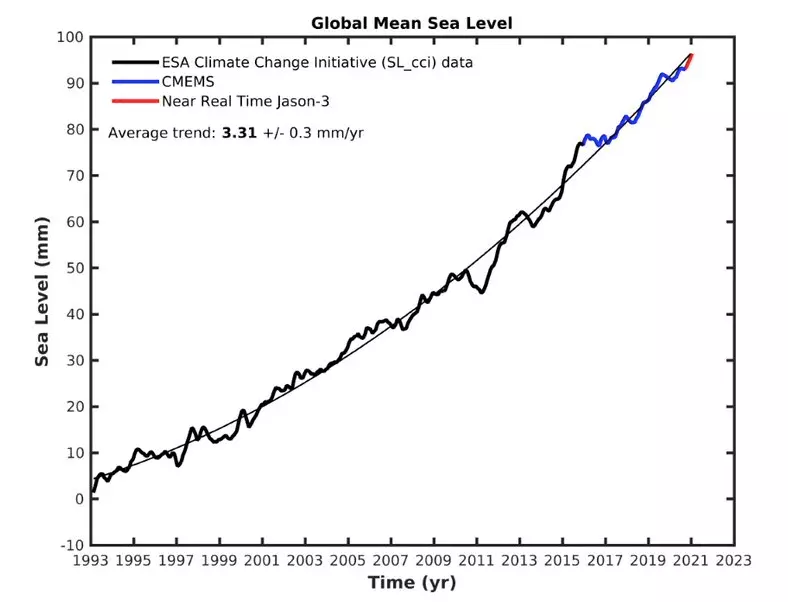 Global Mean Sea Level
ESA Climate Change Initiative (SL_cci) data
CMEMS
Near Real Time Jason-3
Average trend: 3.31 +/- 0.3 mm/yr
Sea Level (mm)
100
90
80
70
60
50
40
30
20
10
0
-10
1993 1995 1997 1999 2001 2003 2005 2007 2009 2011 2013 2015 2017 2019 2021 2023
Time (yr)